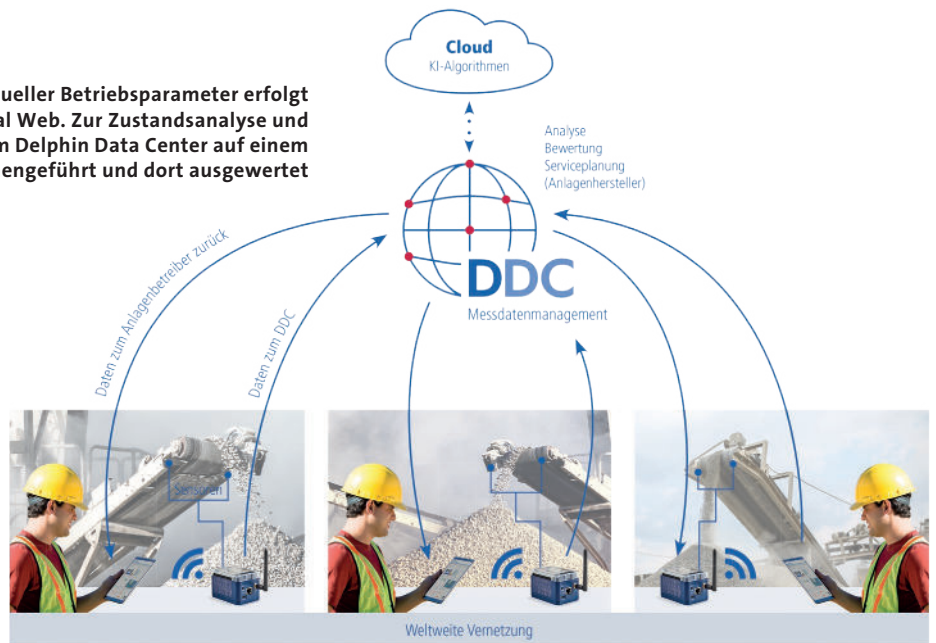 Cloud
KI-Algorithmen
ueller Betriebsparameter erfolgt
al Web. Zur Zustandsanalyse und
m Delphin Data Center auf einem
engeführt und dort ausgewertet
Analyse
Bewertung
Serviceplanung
(Anlagenhersteller)
DDC
Messdatenmanagement
Daten zum Anlagenbetreiber zurück
Daten zum DDC
Sensoren
Weltweite Vernetzung